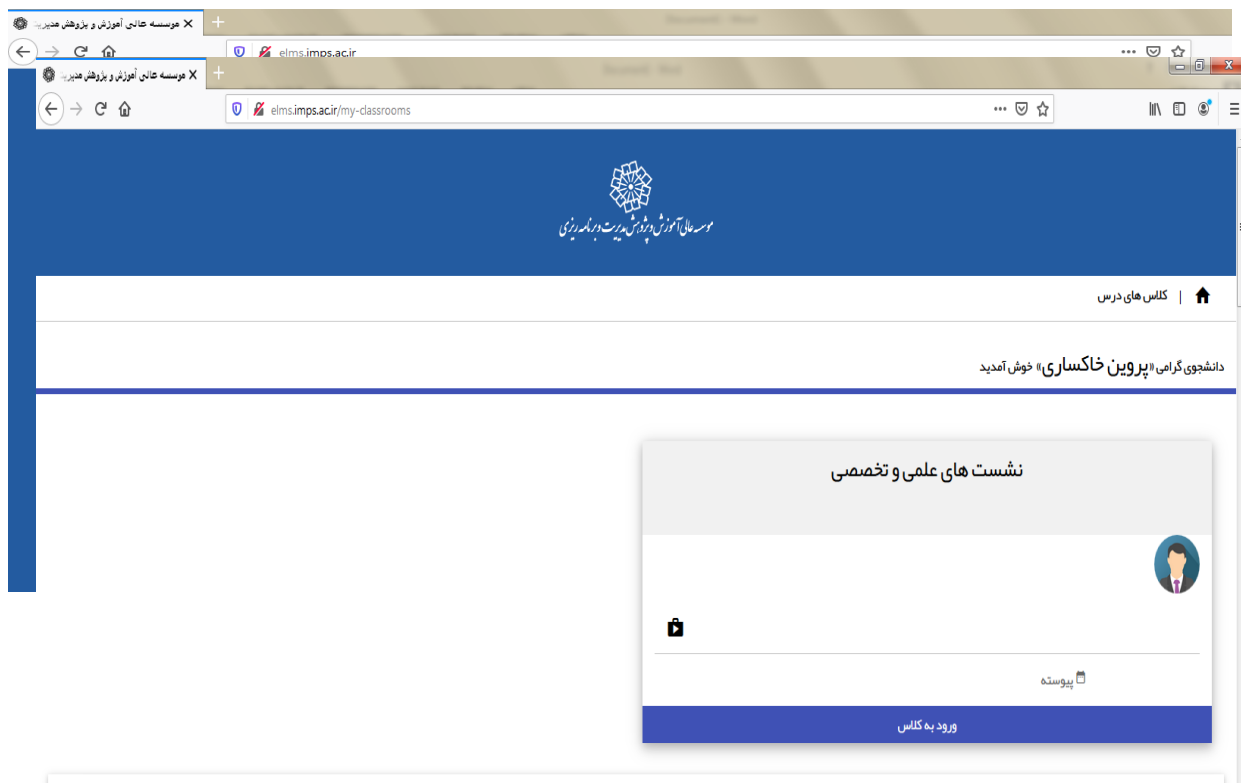 موسسه عالی آموزش و پژوهش مدیریت
elms.imps.ac.ir
موسسه عالی آموزش و پژوهش مدیریت
elms.imps.ac.ir/my-classrooms
موسسه عالی آموزش و پژوهش مدیریت و برنامه ریزی
کلاس های درس
دانشجوی گرامی «پروین خاکساری» خوش آمدید
نشست های علمی و تخصصی
پیوسته
ورود به کلاس